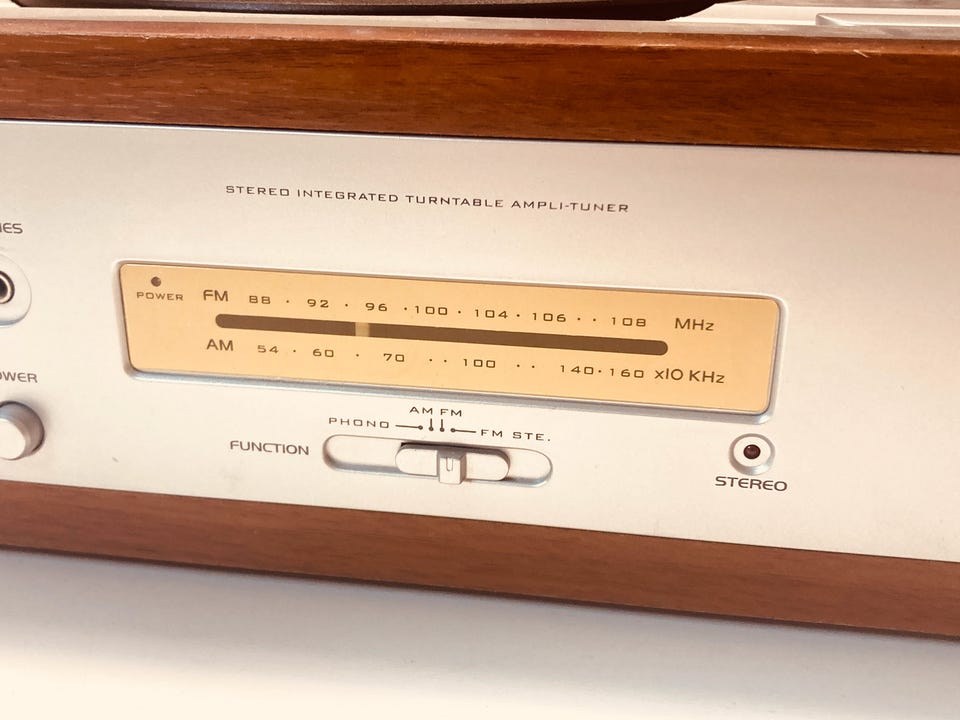 STEREO INTEGRATED TURNTABLE AMPLI-TUNER
POWER
FM 88 · 92 · 96 · 100 · 104 · 106 · · 108 MHz
AM 54 · 60 · 70 · · 100 · · 140 · 160 x10 KHz
AM FM
PHONO
FM STE.
FUNCTION
STEREO